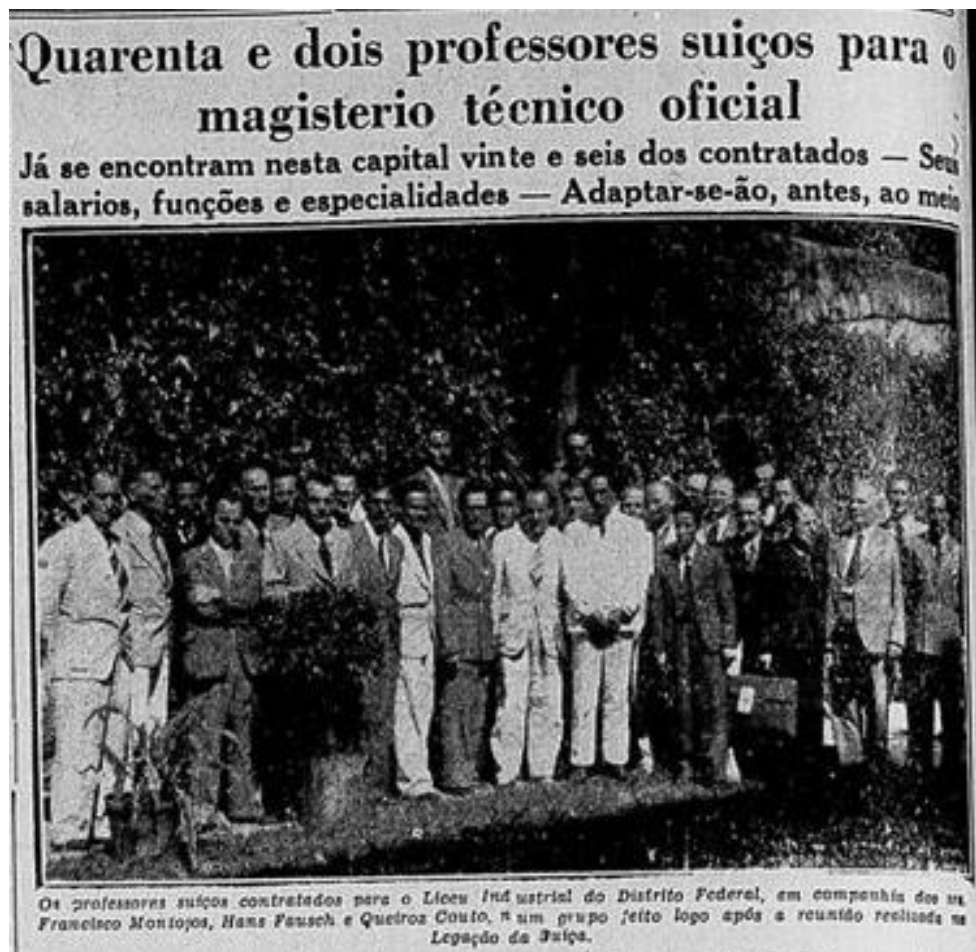 Quarenta e dois professores suiços para o
magisterio técnico oficial
Já se encontram nesta capital vinte e seis dos contratados — Seus
salarios, funções e especialidades — Adaptar-se-ão, antes, ao meio
Os professores suiços contratados para o Liceu Industrial do Distrito Federal, em companhia dos srs.
Francisco Montojos, Hans Fausch e Queiroz Couto, num grupo feito logo após a reunião realizada na
Legação da Suiça.